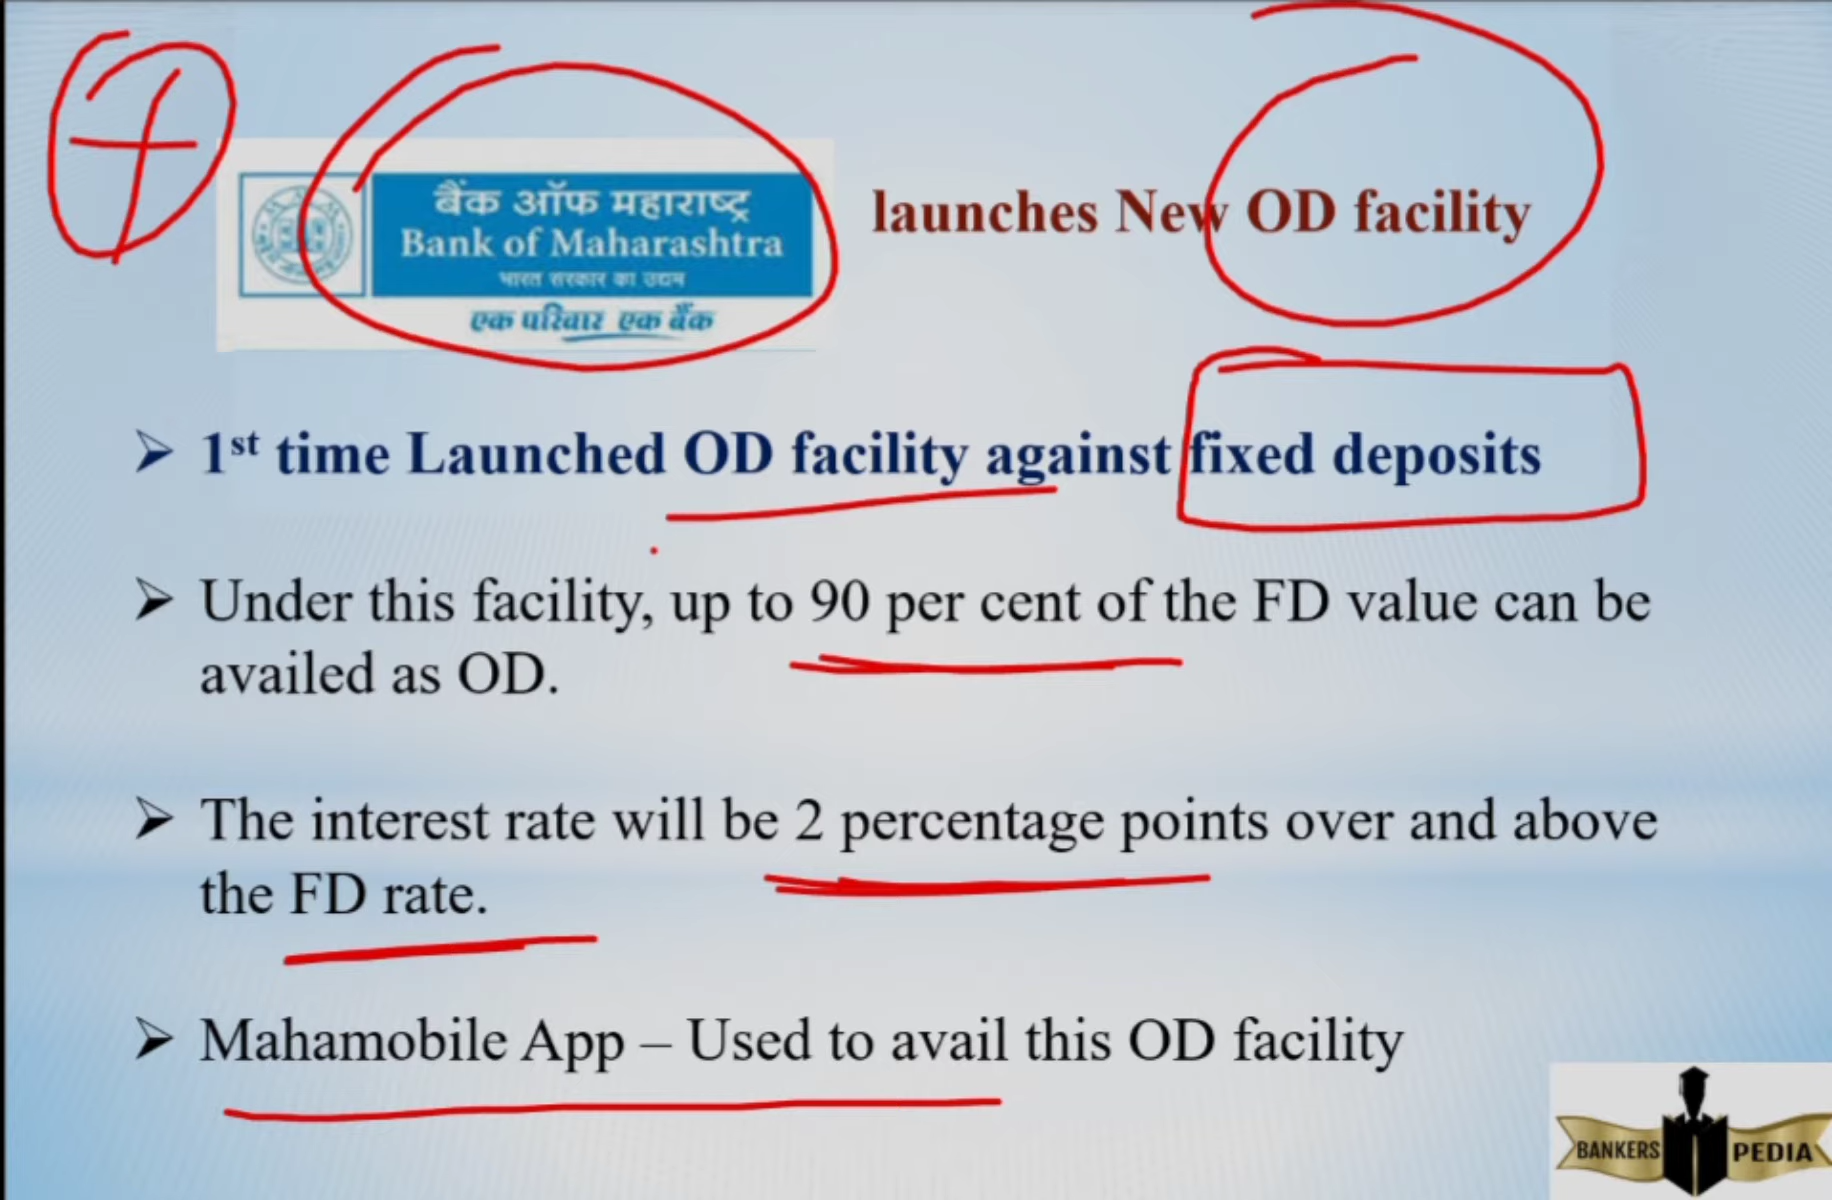 7
बैंक ऑफ महाराष्ट्र
Bank of Maharashtra
भारत सरकार का उद्यम
एक परिवार एक बैंक
launches New OD facility
➢ 1st time Launched OD facility against fixed deposits
➢ Under this facility, up to 90 per cent of the FD value can be
availed as OD.
➢ The interest rate will be 2 percentage points over and above
the FD rate.
➢ Mahamobile App – Used to avail this OD facility
BANKERS PEDIA